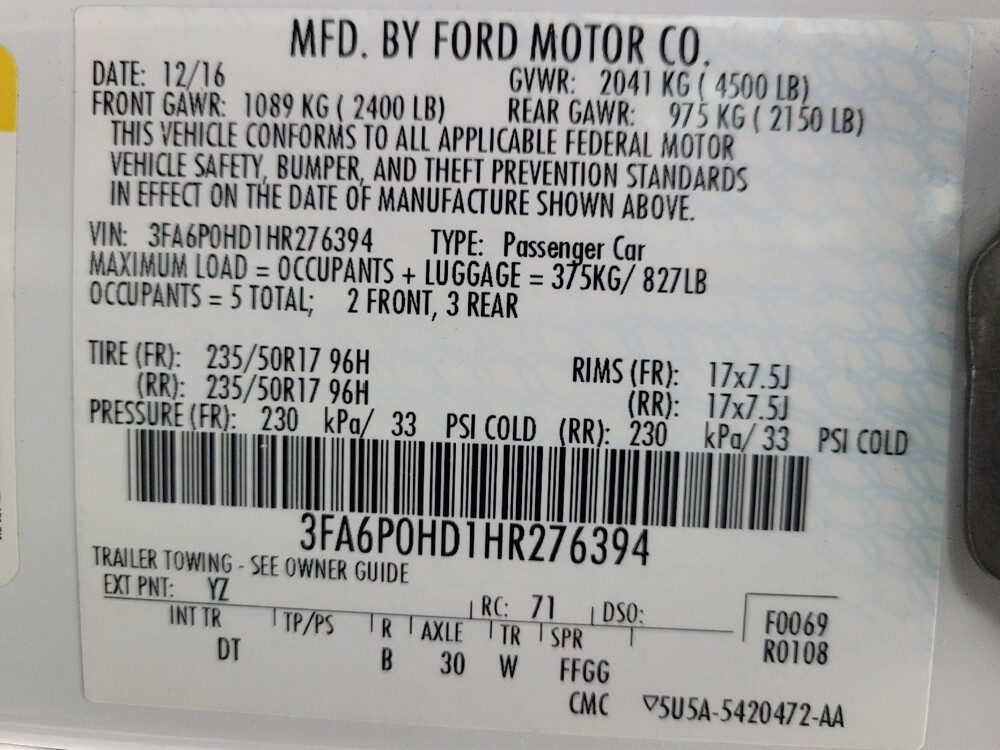 MFD. BY FORD MOTOR CO.
DATE: 12/16 GVWR: 2041 KG ( 4500 LB)
FRONT GAWR: 1089 KG ( 2400 LB) REAR GAWR: 975 KG ( 2150 LB)
THIS VEHICLE CONFORMS TO ALL APPLICABLE FEDERAL MOTOR
VEHICLE SAFETY, BUMPER, AND THEFT PREVENTION STANDARDS
IN EFFECT ON THE DATE OF MANUFACTURE SHOWN ABOVE.
VIN: 3FA6P0HD1HR276394 TYPE: Passenger Car
MAXIMUM LOAD = OCCUPANTS + LUGGAGE = 375KG/ 827LB
OCCUPANTS = 5 TOTAL; 2 FRONT, 3 REAR
TIRE (FR): 235/50R17 96H RIMS (FR): 17x7.5J
(RR): 235/50R17 96H (RR): 17x7.5J
PRESSURE (FR): 230 kPa/ 33 PSI COLD (RR): 230 kPa/ 33 PSI COLD
3FA6P0HD1HR276394
TRAILER TOWING - SEE OWNER GUIDE
EXT PNT: YZ RC: 71 DSO:
INT TR TP/PS R AXLE TR SPR F0069
DT B 30 W FFGG R0108
CMC ▽5U5A-5420472-AA